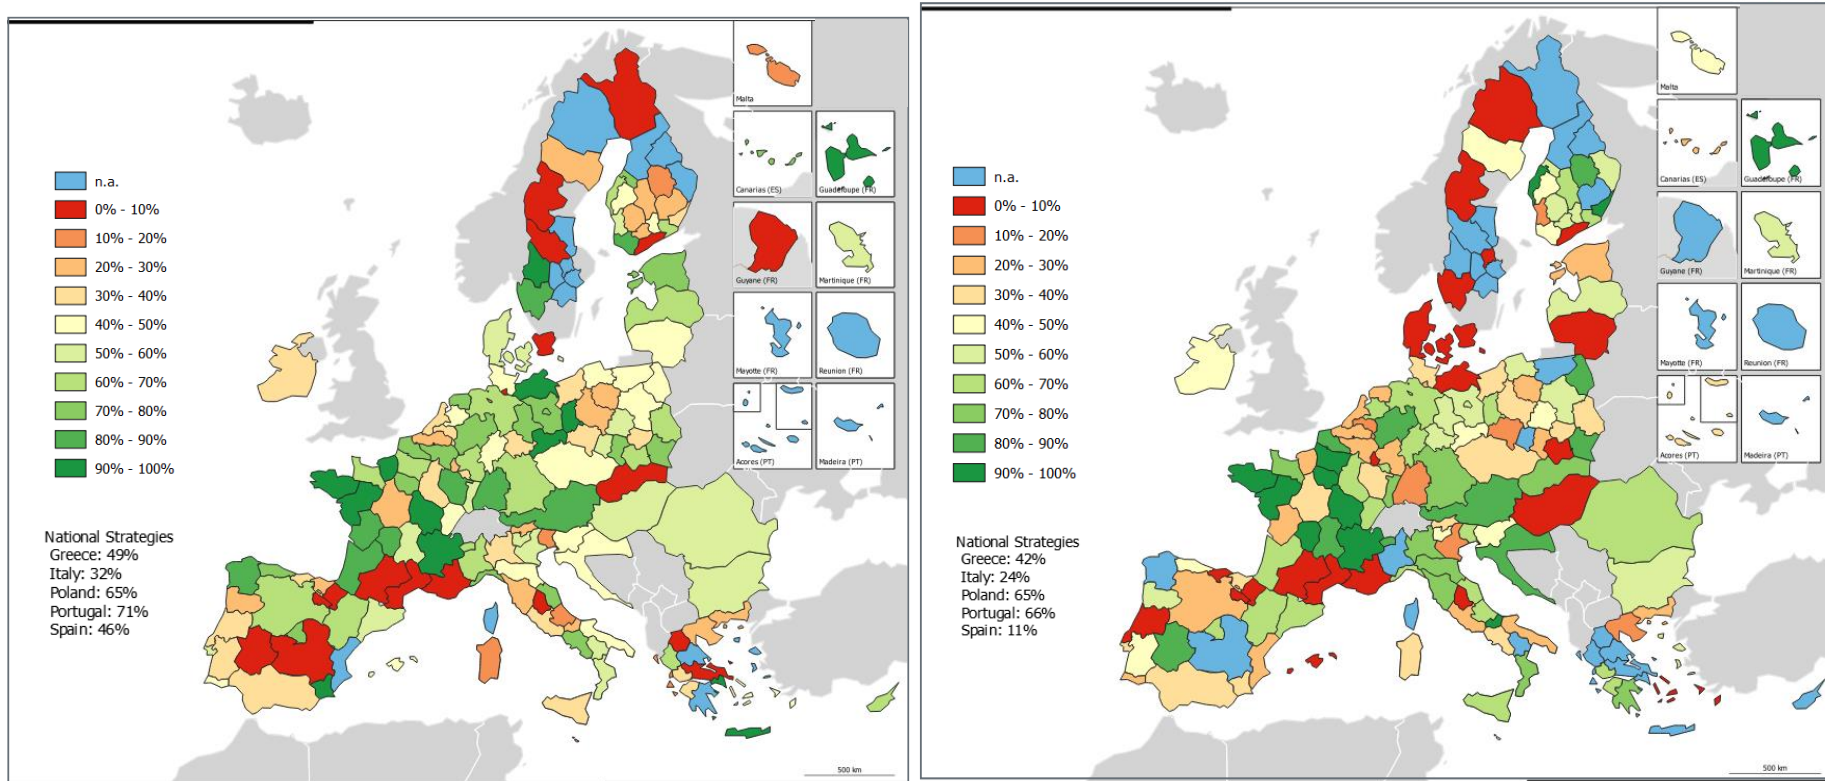 Malta
Canarias (ES)
Guadeloupe (FR)
Guyane (FR)
Martinique (FR)
Mayotte (FR)
Reunion (FR)
Acores (PT)
Madeira (PT)
n.a.
0% - 10%
10% - 20%
20% - 30%
30% - 40%
40% - 50%
50% - 60%
60% - 70%
70% - 80%
80% - 90%
90% - 100%
National Strategies
Greece: 49%
Italy: 32%
Poland: 65%
Portugal: 71%
Spain: 46%
500 km
Malta
Canarias (ES)
Guadeloupe (FR)
Guyane (FR)
Martinique (FR)
Mayotte (FR)
Reunion (FR)
Acores (PT)
Madeira (PT)
n.a.
0% - 10%
10% - 20%
20% - 30%
30% - 40%
40% - 50%
50% - 60%
60% - 70%
70% - 80%
80% - 90%
90% - 100%
National Strategies
Greece: 42%
Italy: 24%
Poland: 65%
Portugal: 66%
Spain: 11%
500 km